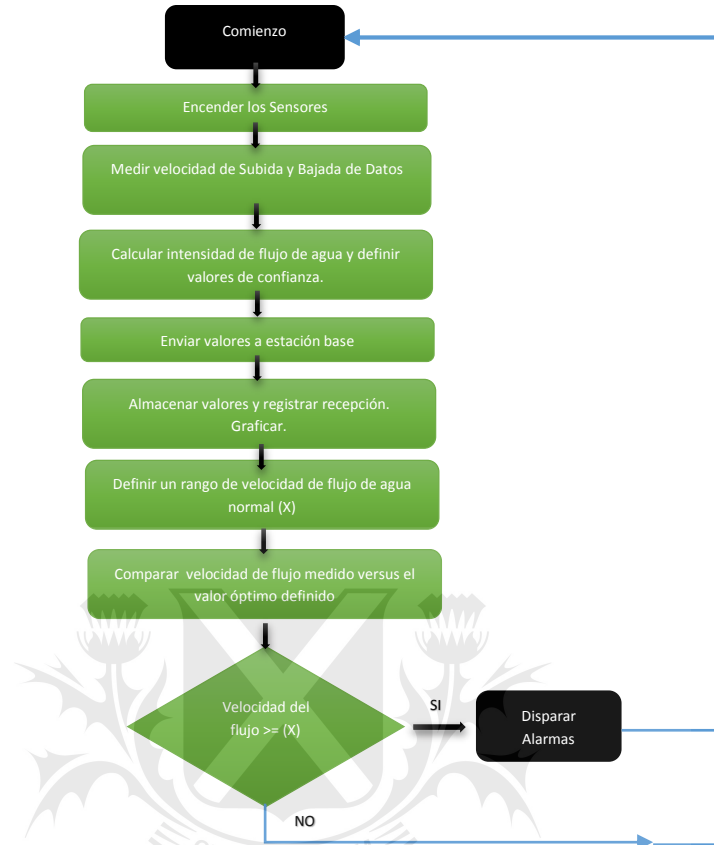 Comienzo
Encender los Sensores
Medir velocidad de Subida y Bajada de Datos
Calcular intensidad de flujo de agua y definir
valores de confianza.
Enviar valores a estación base
Almacenar valores y registrar recepción.
Graficar.
Definir un rango de velocidad de flujo de agua
normal (X)
Comparar velocidad de flujo medido versus el
valor óptimo definido
Velocidad del
flujo >= (X)
SI
Disparar
Alarmas
NO